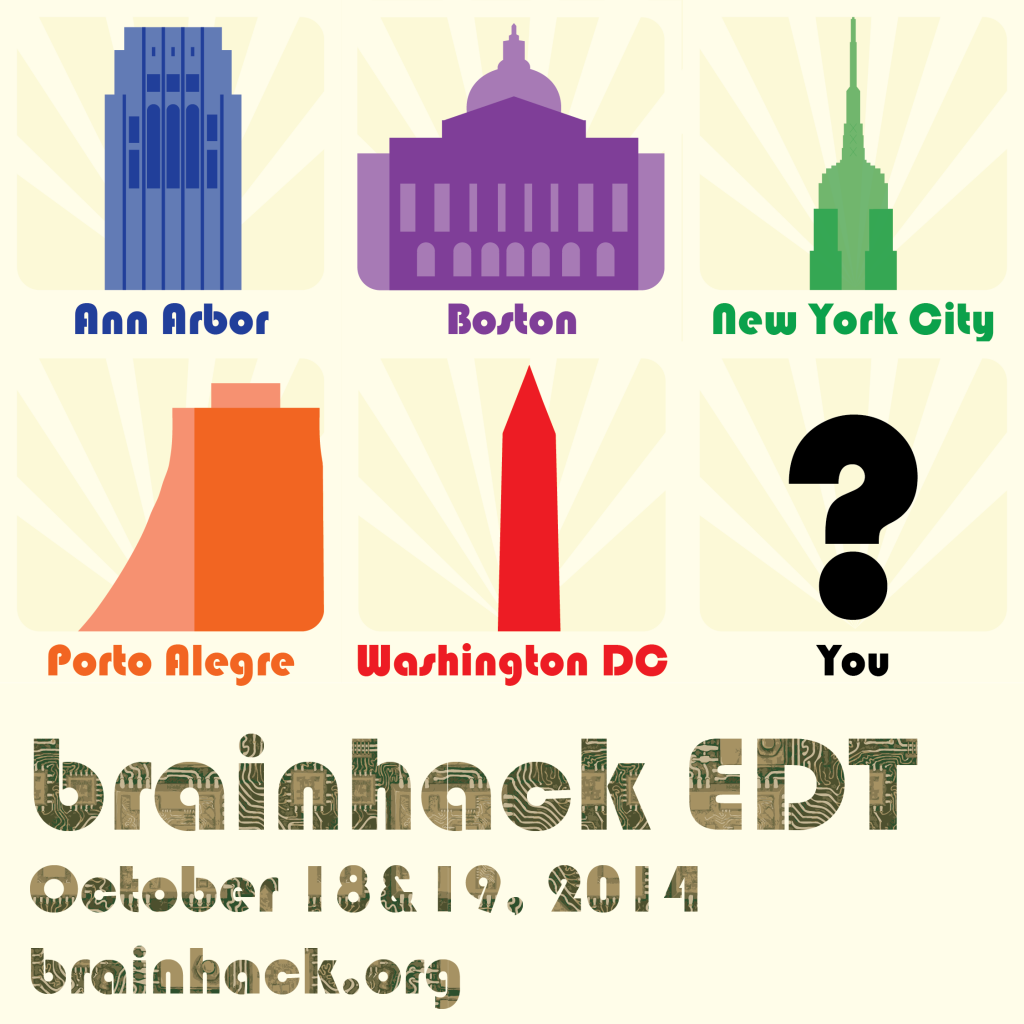 Ann Arbor
Boston
New York City
?
Porto Alegre
Washington DC
You
brainhack EDT
October 18&19, 2014
brainhack.org